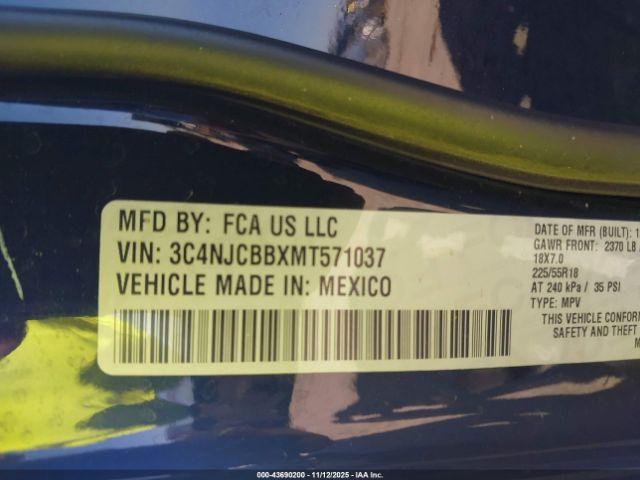 MFD BY: FCA US LLC
VIN: 3C4NJCBBXMT571037
VEHICLE MADE IN: MEXICO
DATE OF MFR (BUILT): 1
GAWR FRONT: 2370 LB
18X7.0
225/55R18
AT 240 kPa / 35 PSI
TYPE: MPV
THIS VEHICLE CONFOR
SAFETY AND THEFT
M
000-43690200 - 11/12/2025 - IAA Inc.